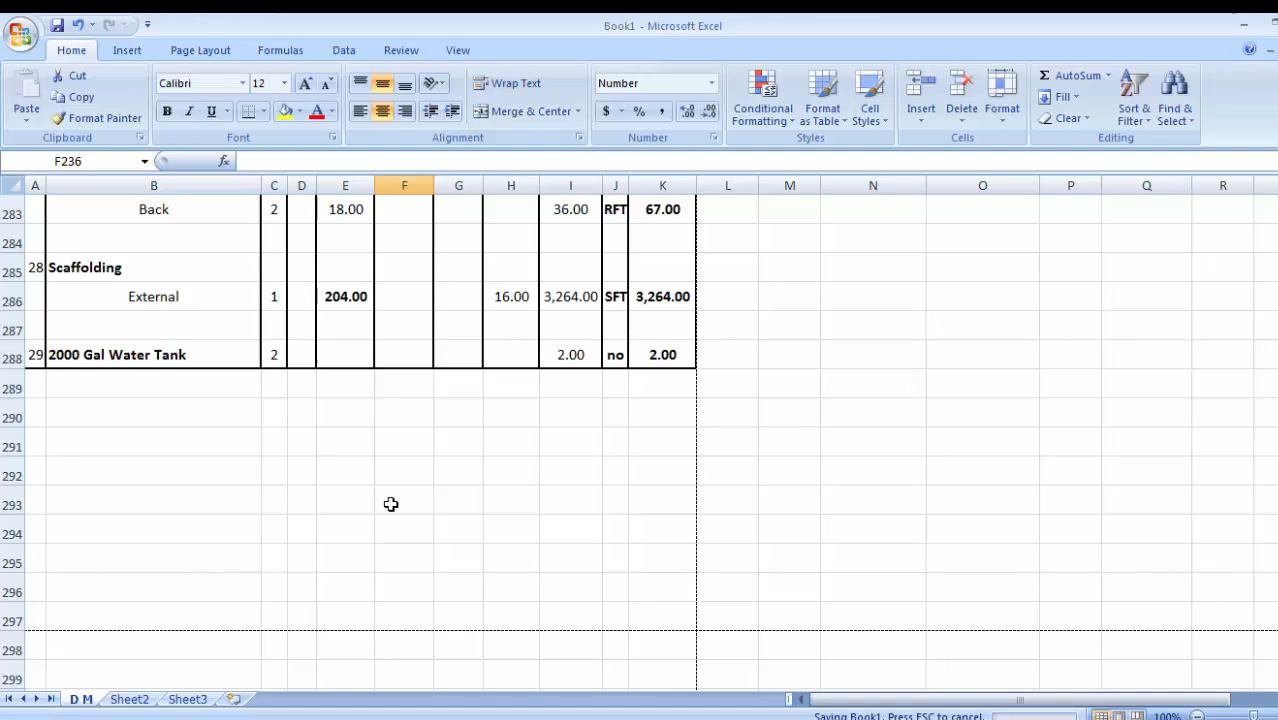 Book1 - Microsoft Excel
Home Insert Page Layout Formulas Data Review View
Cut Calibri 12 Wrap Text Number AutoSum
Paste Copy Conditional Formatting Format as Table Cell Styles Insert Delete Format Fill Sort & Filter Find & Select
Format Painter B I U A Merge & Center $ % , Clear
Clipboard Font Alignment Number Styles Cells Editing
F236 fx
A B C D E F G H I J K L M N O P Q R
283 Back 2 18.00 36.00 RFT 67.00
284
285 28 Scaffolding
286 External 1 204.00 16.00 3,264.00 SFT 3,264.00
287
288 29 2000 Gal Water Tank 2 2.00 no 2.00
289
290
291
292
293
294
295
296
297
298
299
D M Sheet2 Sheet3
Saving Book1. Press ESC to cancel. 100%